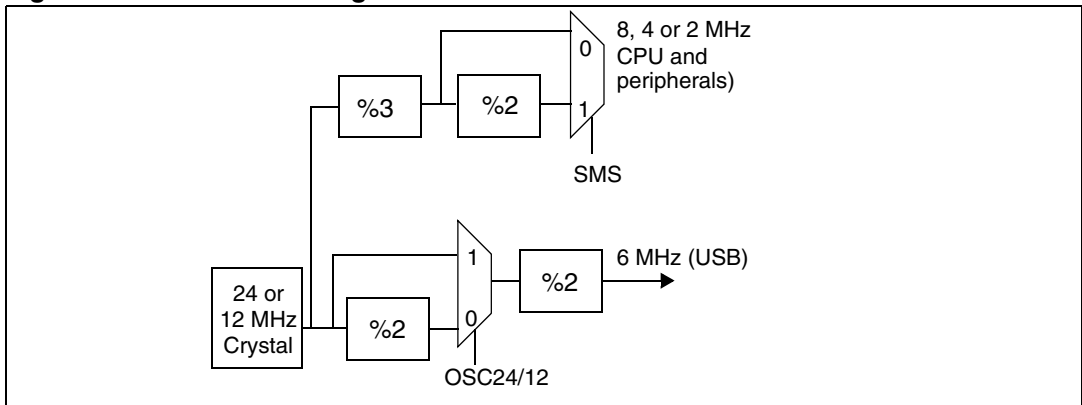 8, 4 or 2 MHz
CPU and
peripherals)
0
1
%3
%2
SMS
24 or
12 MHz
Crystal
%2
1
0
OSC24/12
%2
6 MHz (USB)